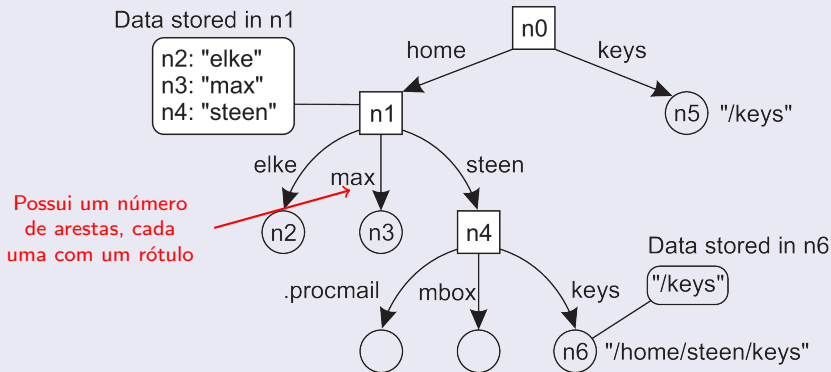 Data stored in n1
n0
n2: "elke"
n3: "max"
n4: "steen"
home
keys
n1
n5
"/keys"
elke
max
steen
Possui um número
de arestas, cada
uma com um rótulo
n2
n3
n4
Data stored in n6
"/keys"
.procmail
mbox
keys
n6
"/home/steen/keys"